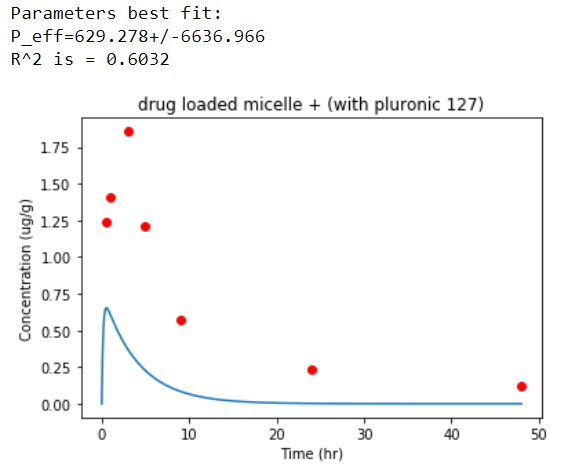 Parameters best fit:
P_eff=629.278+/-6636.966
R^2 is = 0.6032
drug loaded micelle + (with pluronic 127)
Concentration (ug/g)
1.75
1.50
1.25
1.00
0.75
0.50
0.25
0.00
0 10 20 30 40 50
Time (hr)